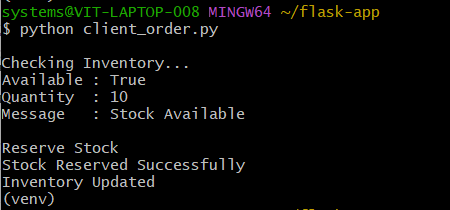 systems@VIT-LAPTOP-008 MINGW64 ~/flask-app
$ python client_order.py
Checking Inventory...
Available : True
Quantity  : 10
Message   : Stock Available
Reserve Stock
Stock Reserved Successfully
Inventory Updated
(venv)